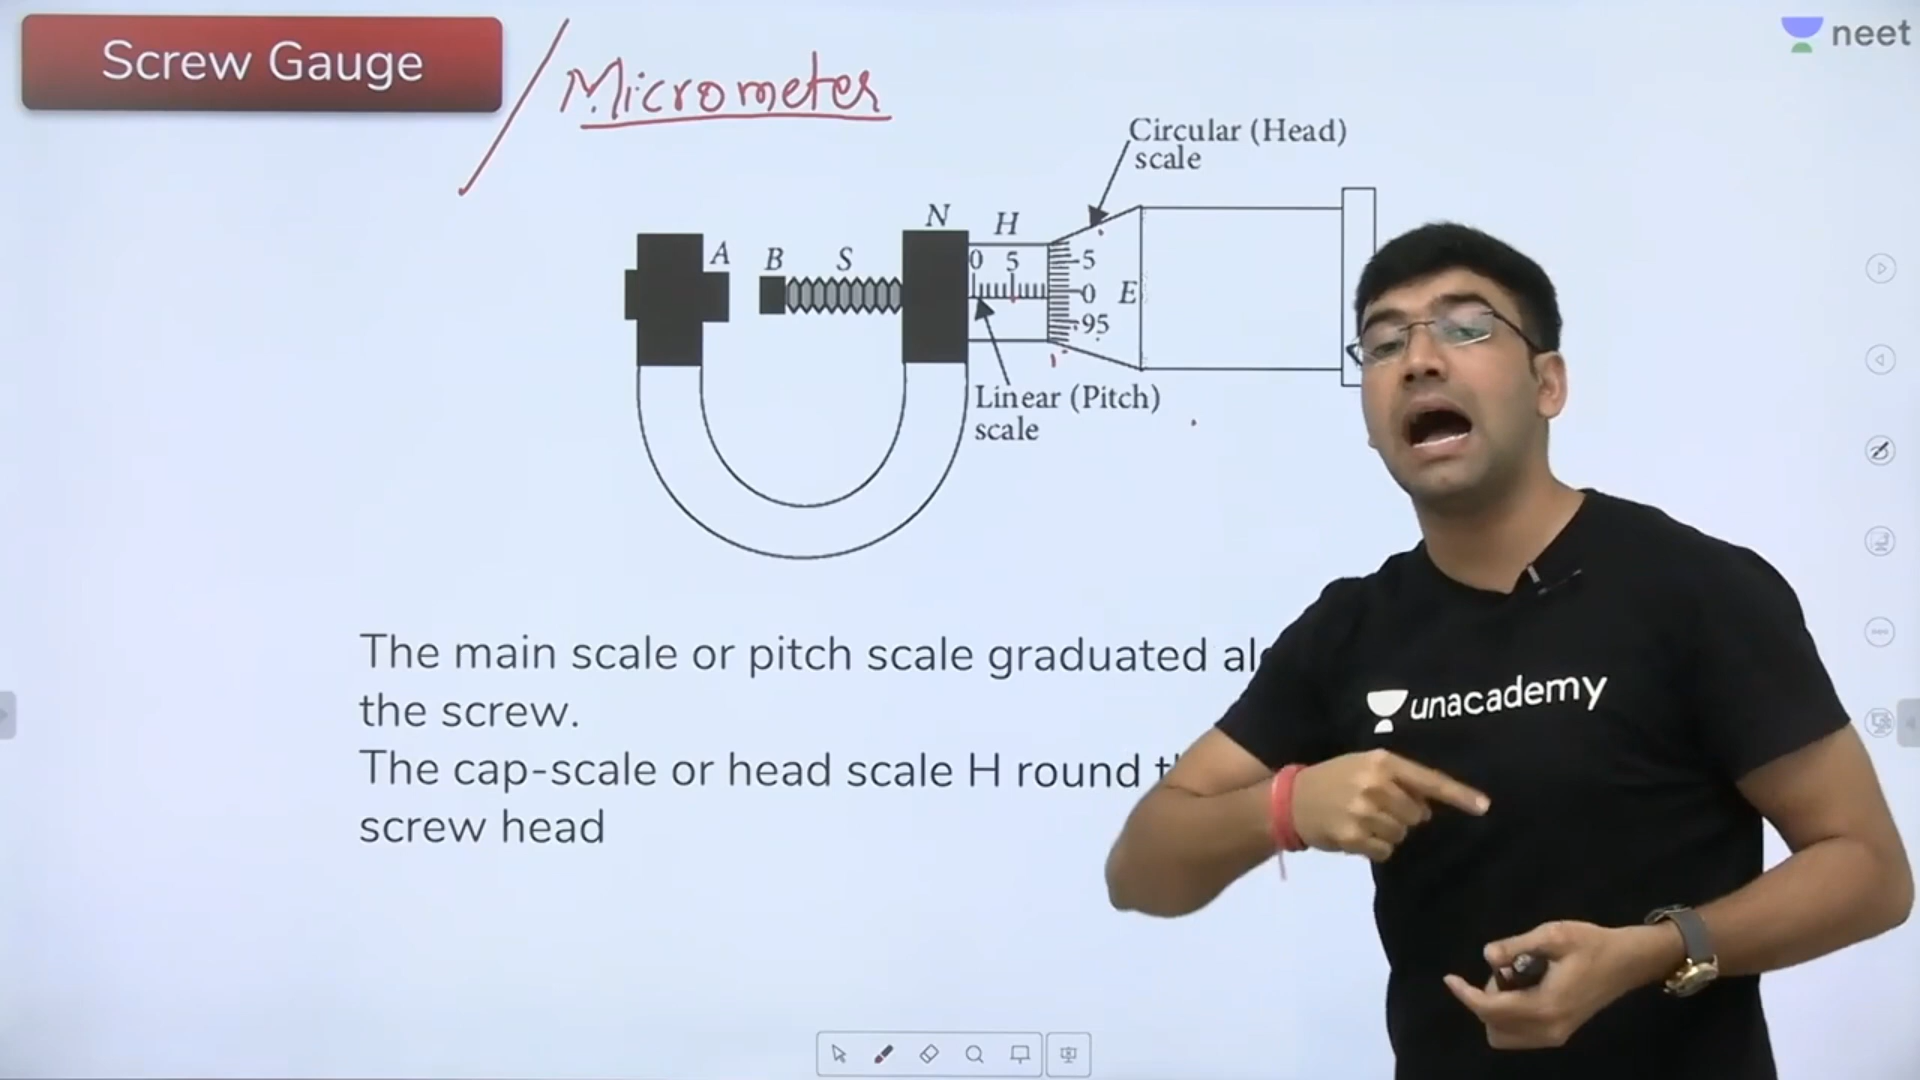 Screw Gauge
Micrometer
neet
Circular (Head)
scale
N
H
A
B
S
0 5
5
0
E
95
Linear (Pitch)
scale
The main scale or pitch scale graduated
the screw.
The cap-scale or head scale H round
screw head
unacademy